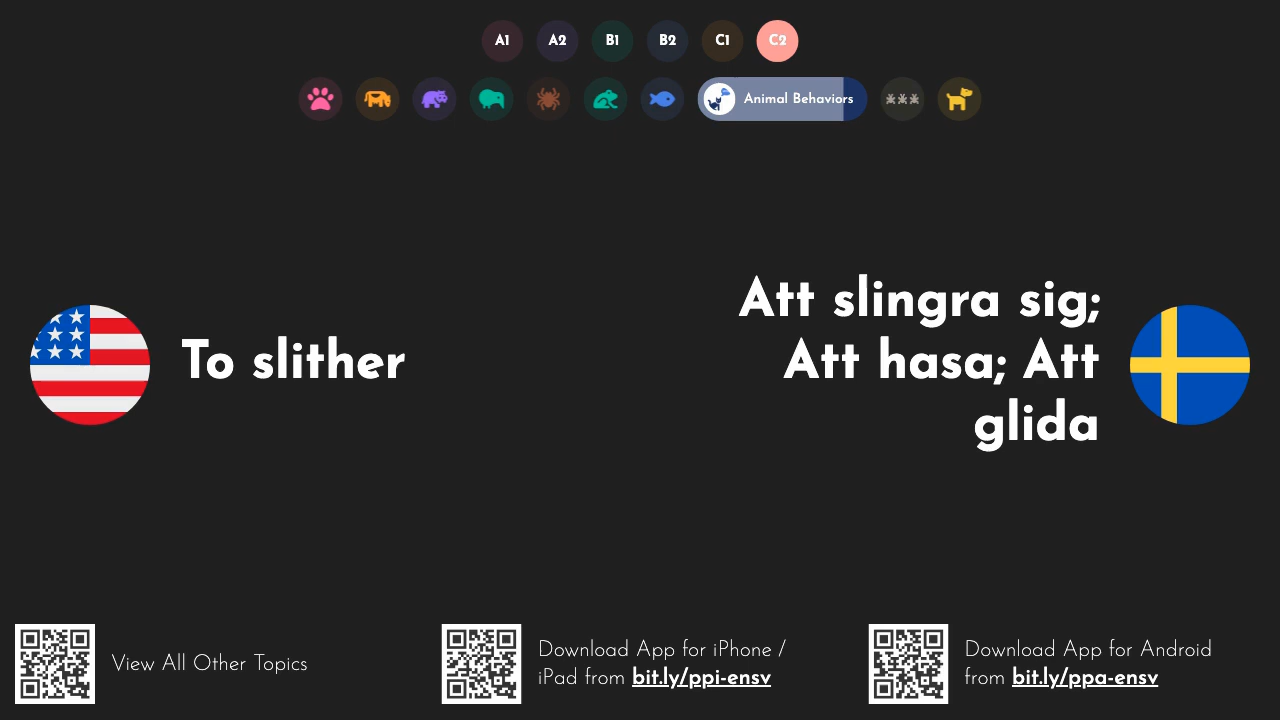 A1 A2 B1 B2 C1 C2
Animal Behaviors
To slither
Att slingra sig;
Att hasa; Att
glida
View All Other Topics
Download App for iPhone /
iPad from bit.ly/ppi-ensv
Download App for Android
from bit.ly/ppa-ensv